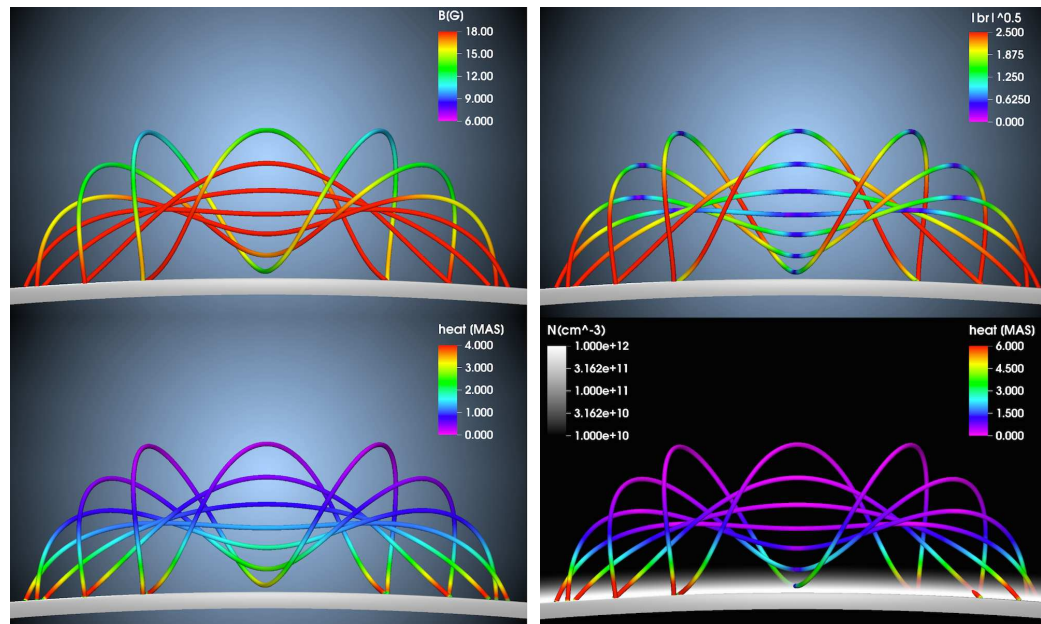 B(G)
18.00
15.00
12.00
9.000
6.000
|br|^0.5
2.500
1.875
1.250
0.6250
0.000
heat (MAS)
4.000
3.000
2.000
1.000
0.000
N(cm^-3)
1.000e+12
3.162e+11
1.000e+11
3.162e+10
1.000e+10
heat (MAS)
6.000
4.500
3.000
1.500
0.000